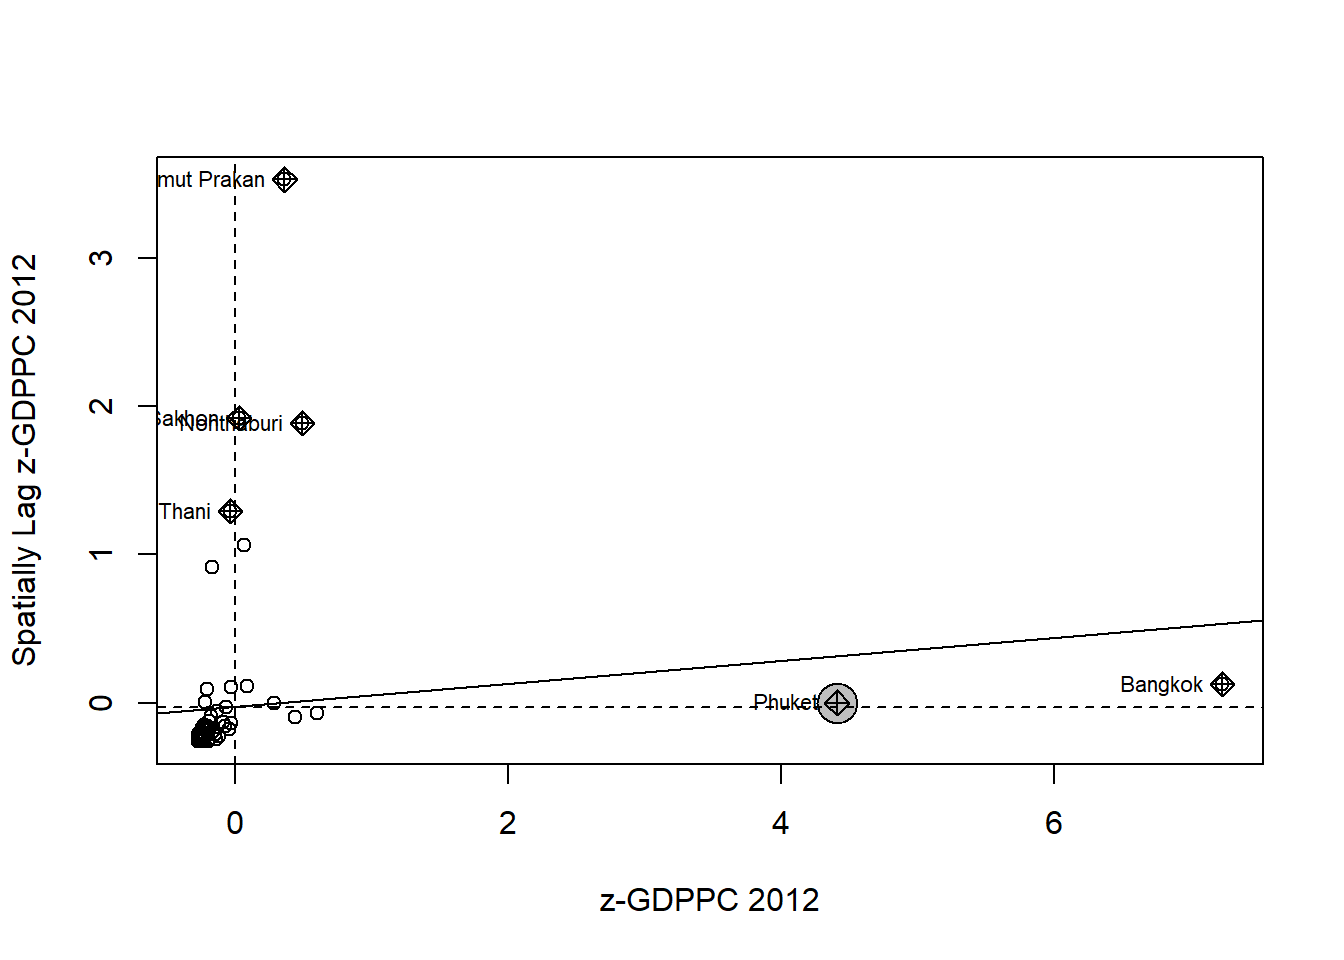 mut Prakan
Sakhon
Nonthaburi
Thani
Phuket
Bangkok
3
2
1
0
Spatially Lag z-GDPPC 2012
0 2 4 6
z-GDPPC 2012